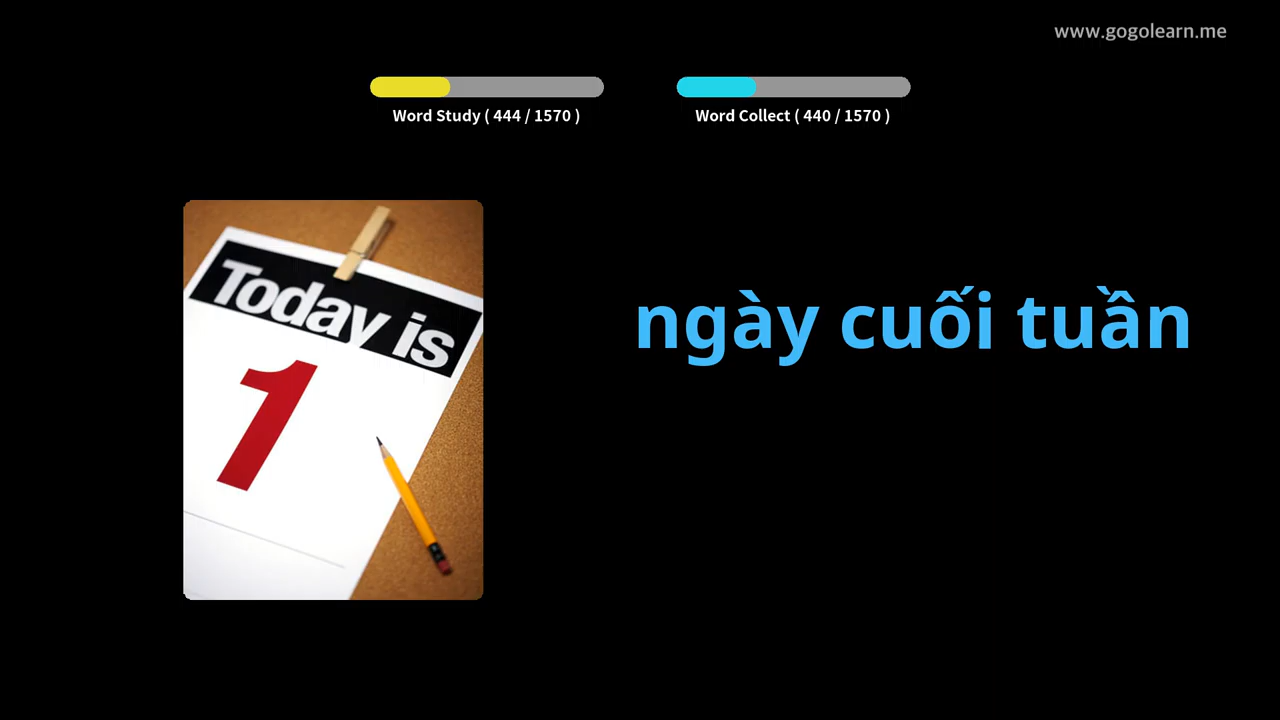 www.gogolearn.me
Word Study ( 444 / 1570 )
Word Collect ( 440 / 1570 )
Today is
1
ngày cuối tuần